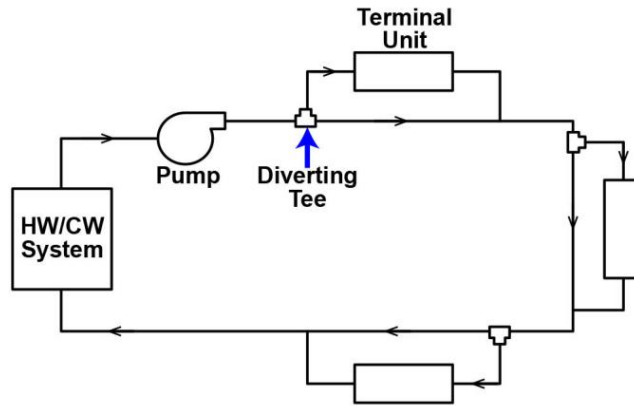 Terminal
Unit
Pump
Diverting
Tee
HW/CW
System